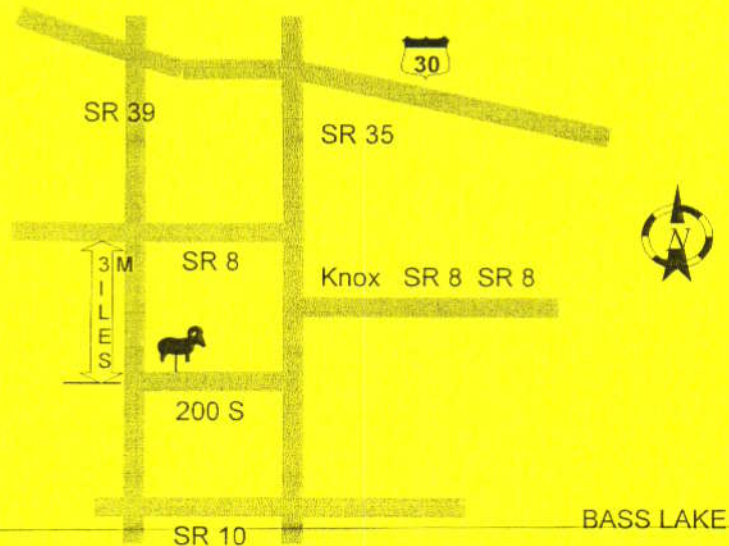 30
SR 39
SR 35
N
3 MILES
SR 8
Knox SR 8 SR 8
200 S
BASS LAKE
SR 10